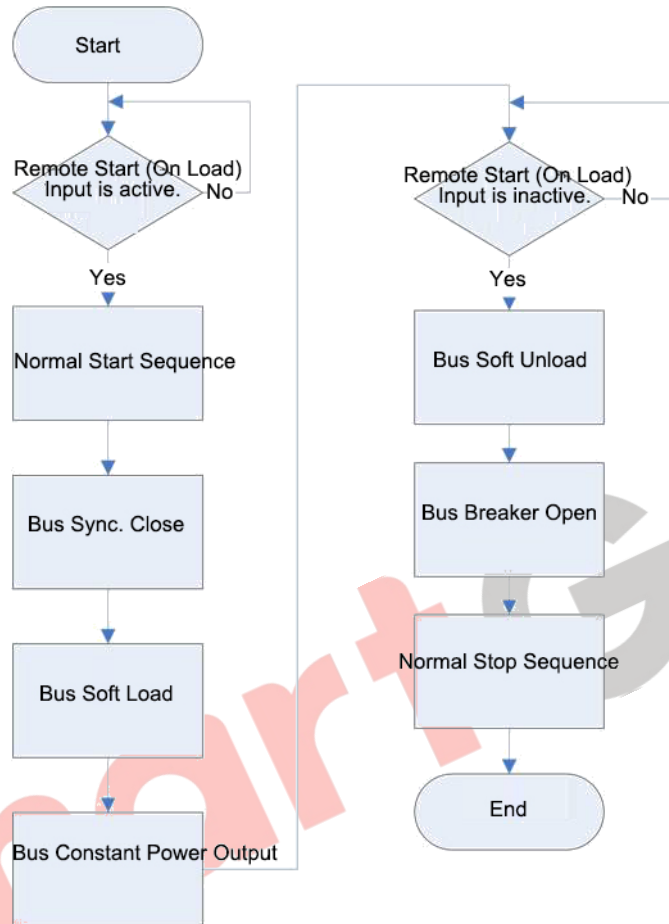 Start
Remote Start (On Load)
Input is active.
No
Yes
Normal Start Sequence
Bus Sync. Close
Bus Soft Load
Bus Constant Power Output
Remote Start (On Load)
Input is inactive.
No
Yes
Bus Soft Unload
Bus Breaker Open
Normal Stop Sequence
End